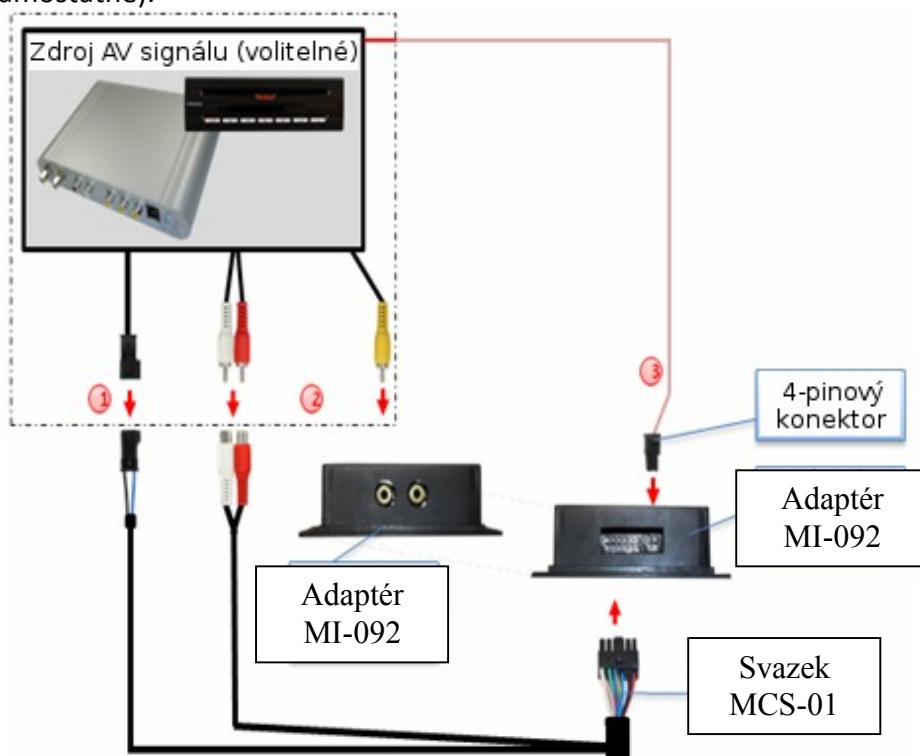 amostatně).
Zdroj AV signálu (volitelné)
1
2
3
4-pinový
konektor
Adaptér
MI-092
Adaptér
MI-092
Svazek
MCS-01